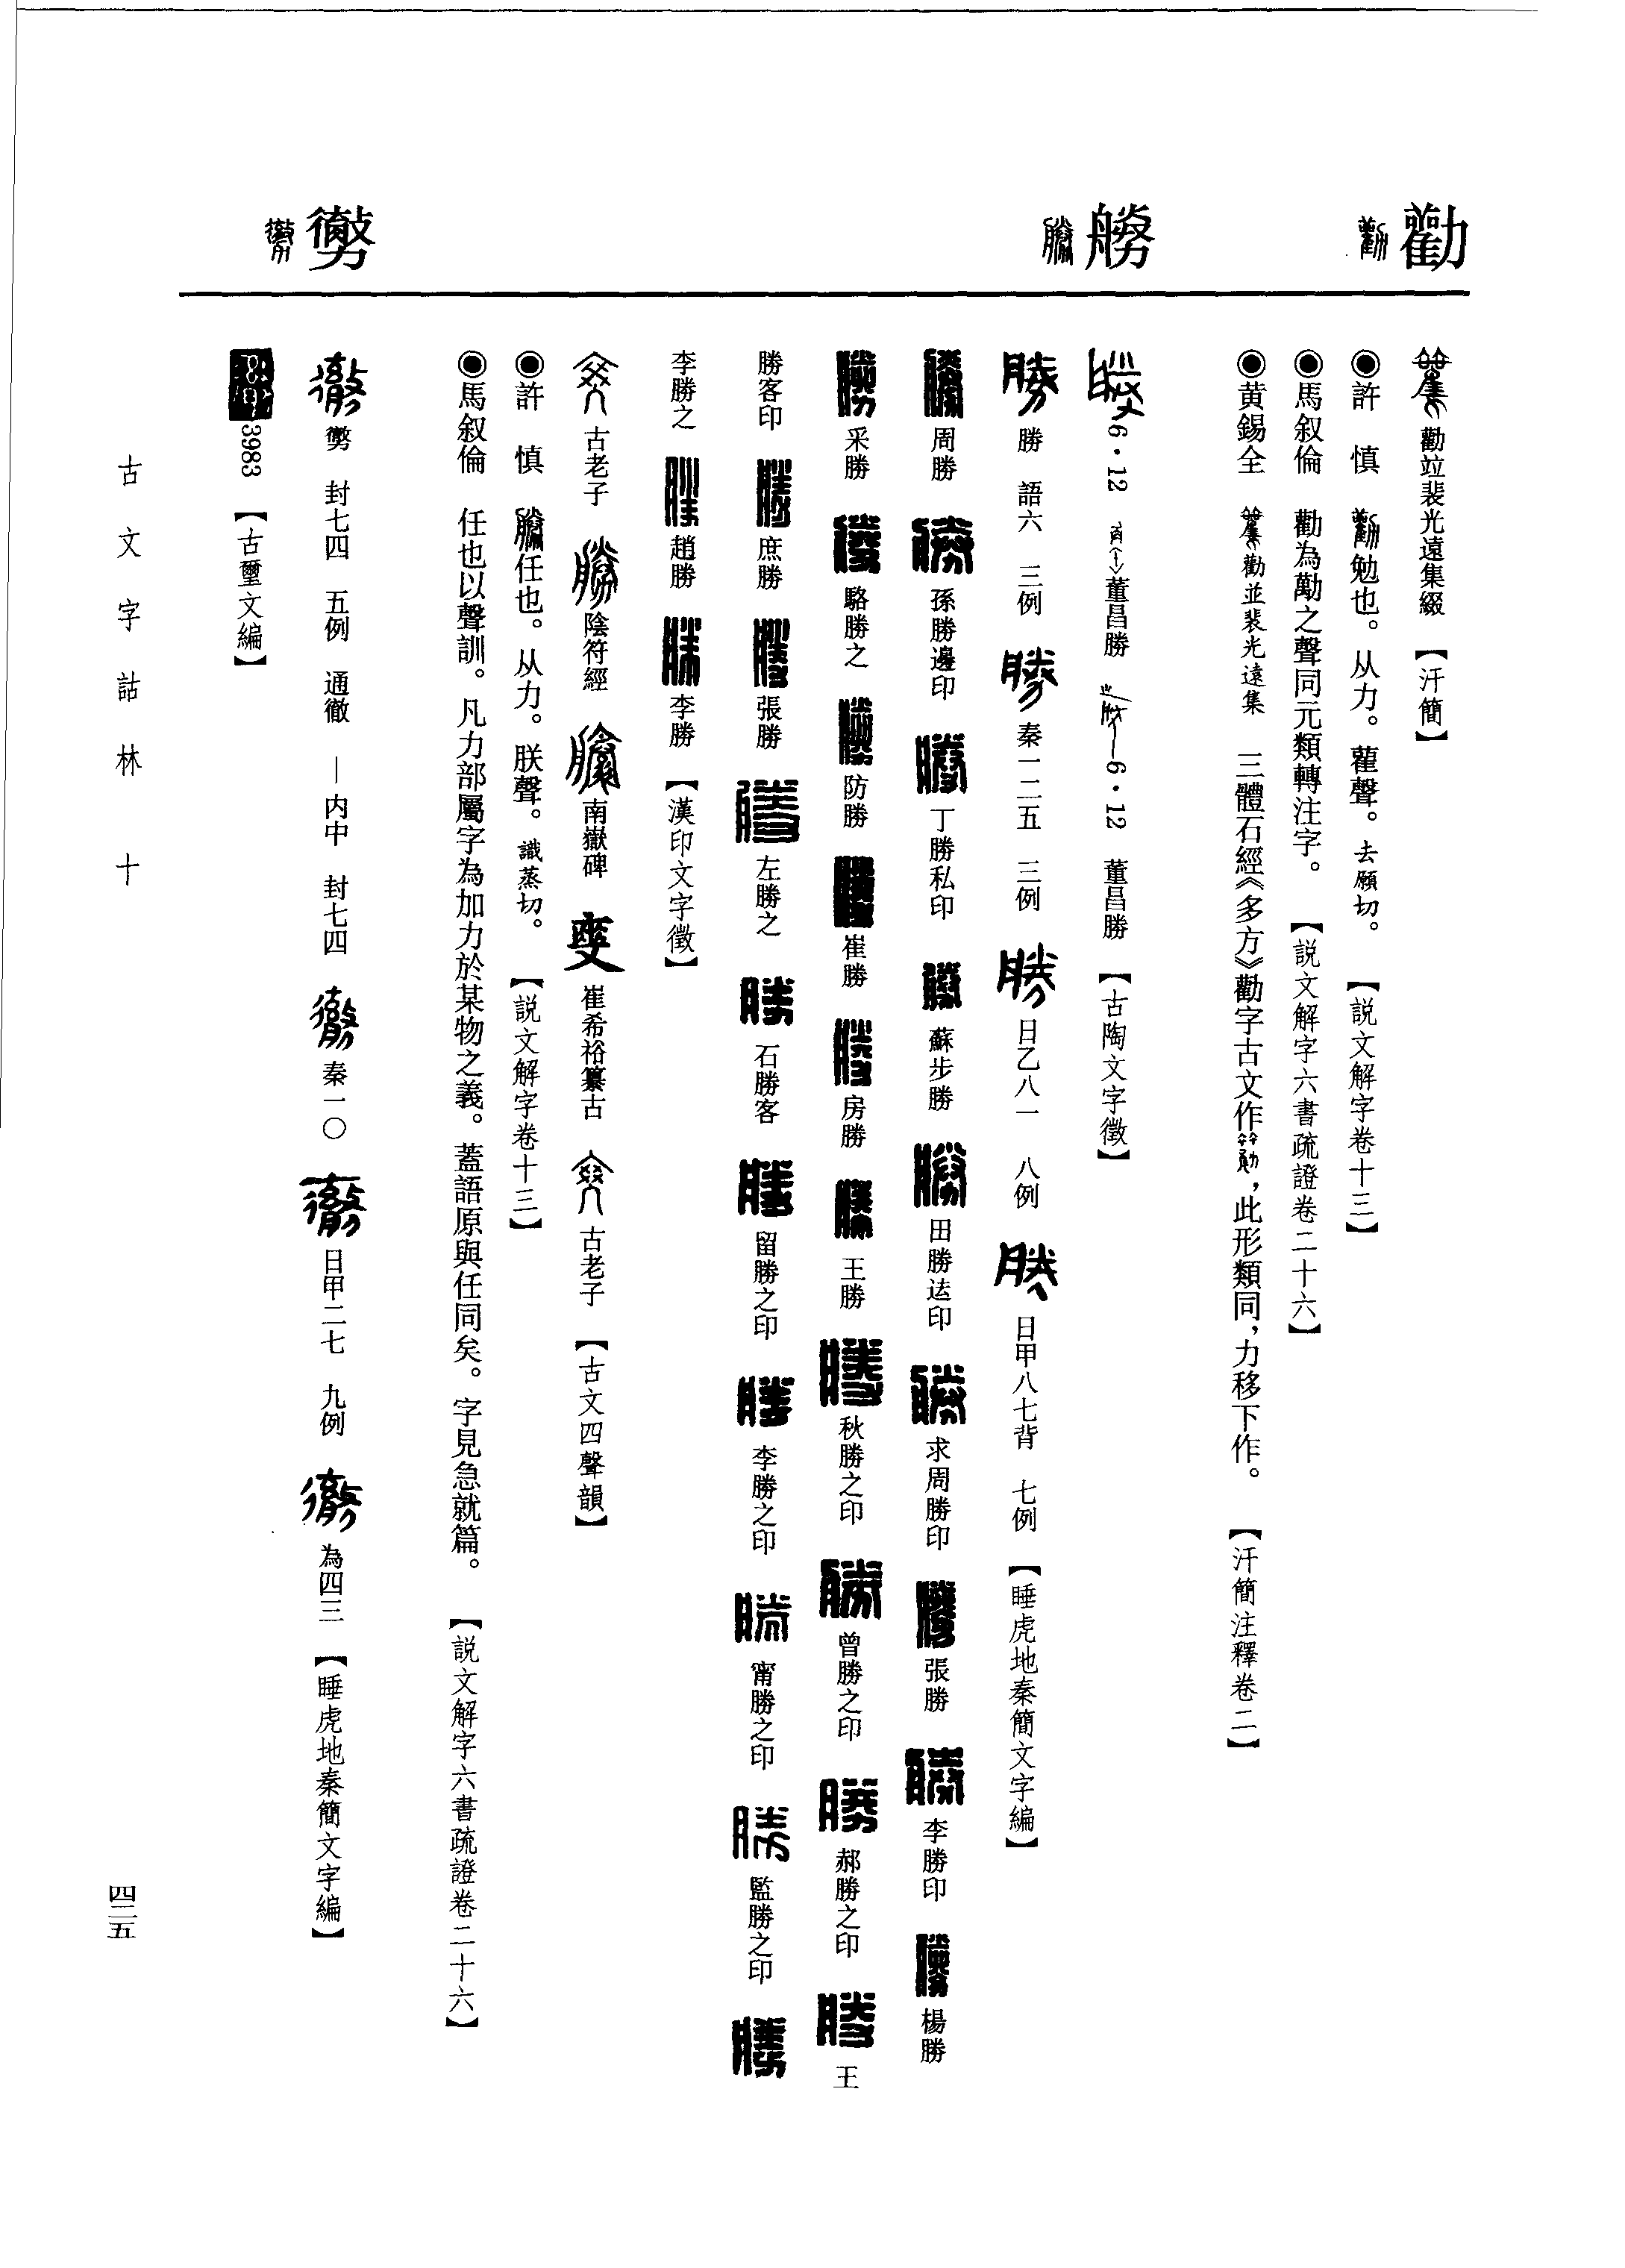 勸
勝
勶
勸竝裴光遠集綴 【汗簡】
◉許 慎 勉也。从力。雚聲。去願切。 【説文解字卷十三】
◉馬叙倫 勸為勱之聲同元類轉注字。 【説文解字六書疏證卷二十六】
◉黄錫全 勸並裴光遠集 三體石經《多方》勸字古文作，此形類同；力移下作。 【汗簡注釋卷二】
6·12 董昌勝 6·12 董昌勝 【古陶文字徵】
勝 語六 三例 秦一二五 三例 日乙八一 八例 日甲八七背 七例 【睡虎地秦簡文字編】
周勝 孫勝邊印 丁勝私印 蘇步勝 田勝迲印 求周勝印 張勝 李勝印 楊勝
采勝 駱勝之 防勝 崔勝 房勝 王勝 秋勝之印 曾勝之印 郝勝之印 王
勝客印 庶勝 張勝 左勝之 石勝客 留勝之印 李勝之印 甯勝之印 監勝之印
李勝之 趙勝 李勝 【漢印文字徵】
古老子 陰符經 南嶽碑 崔希裕纂古 古老子 【古文四聲韻】
◉許 慎 任也。从力。朕聲。識蒸切。 【説文解字卷十三】
◉馬叙倫 任也以聲訓。凡力部屬字為加力於某物之義。蓋語原與任同矣。字見急就篇。 【説文解字六書疏證卷二十六】
勶 封七四 五例 通徹 —内中 封七四 秦一〇 日甲二七 九例 為四三 【睡虎地秦簡文字編】
3983 【古璽文編】
古文字詁林 十
四二五